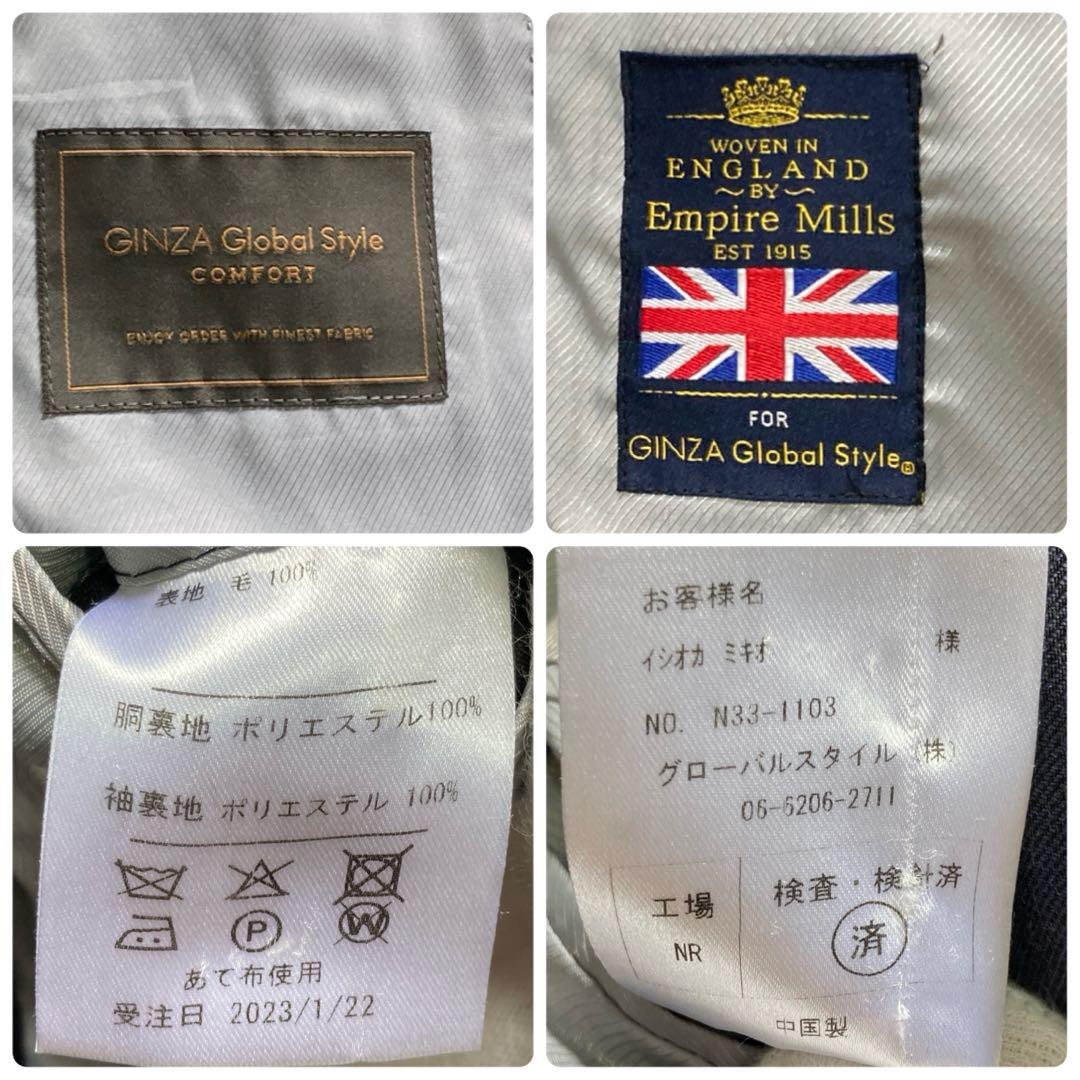 GINZA Global Style
COMFORT
ENJOY ORDER WITH FINEST FABRIC
WOVEN IN
ENGLAND
～BY～
Empire Mills
EST 1915
FOR
GINZA Global Style®
表地 毛 100%
胴裏地 ポリエステル100%
袖裏地 ポリエステル 100%
P W
あて布使用
受注日 2023/1/22
お客様名
イシオカ ミキオ 様
NO. N33-1103
グローバルスタイル (株)
06-6206-2711
工場 検査・検針済
NR 済
中国製